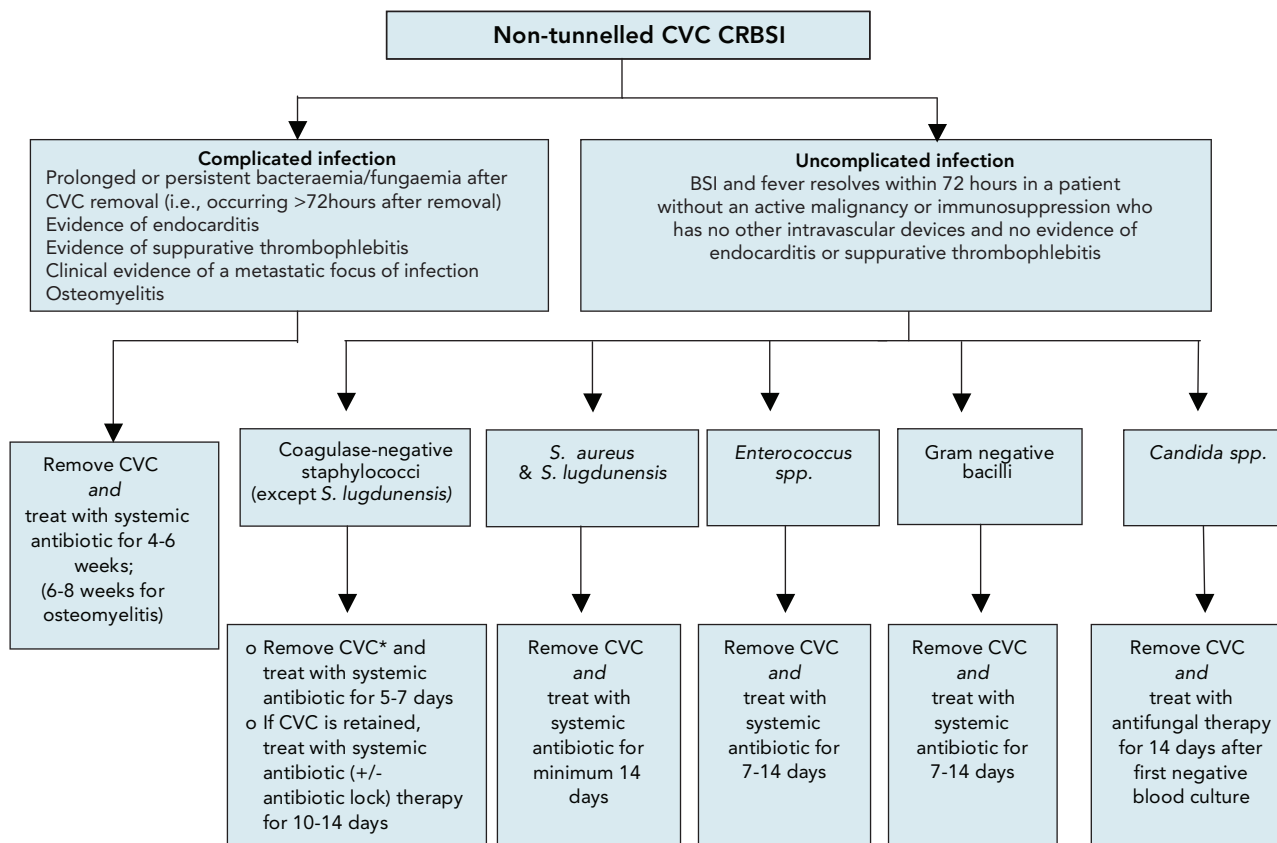 Non-tunnelled CVC CRBSI
Complicated infection
Prolonged or persistent bacteraemia/fungaemia after
CVC removal (i.e., occurring >72hours after removal)
Evidence of endocarditis
Evidence of suppurative thrombophlebitis
Clinical evidence of a metastatic focus of infection
Osteomyelitis
Uncomplicated infection
BSI and fever resolves within 72 hours in a patient
without an active malignancy or immunosuppression who
has no other intravascular devices and no evidence of
endocarditis or suppurative thrombophlebitis
Remove CVC
and
treat with systemic
antibiotic for 4-6
weeks;
(6-8 weeks for
osteomyelitis)
Coagulase-negative
staphylococci
(except S. lugdunensis)
S. aureus
& S. lugdunensis
Enterococcus
spp.
Gram negative
bacilli
Candida spp.
o Remove CVC* and
treat with systemic
antibiotic for 5-7 days
o If CVC is retained,
treat with systemic
antibiotic (+/-
antibiotic lock) therapy
for 10-14 days
Remove CVC
and
treat with
systemic
antibiotic for
minimum 14
days
Remove CVC
and
treat with
systemic
antibiotic for
7-14 days
Remove CVC
and
treat with
systemic
antibiotic for
7-14 days
Remove CVC
and
treat with
antifungal therapy
for 14 days after
first negative
blood culture